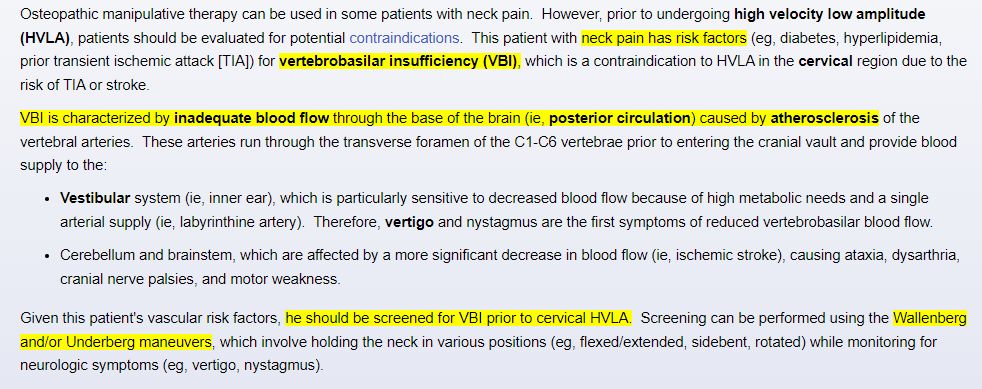 Osteopathic manipulative therapy can be used in some patients with neck pain.  However, prior to undergoing high velocity low amplitude
(HVLA), patients should be evaluated for potential contraindications.  This patient with neck pain has risk factors (eg, diabetes, hyperlipidemia,
prior transient ischemic attack [TIA]) for vertebrobasilar insufficiency (VBI), which is a contraindication to HVLA in the cervical region due to the
risk of TIA or stroke.
VBI is characterized by inadequate blood flow through the base of the brain (ie, posterior circulation) caused by atherosclerosis of the
vertebral arteries.  These arteries run through the transverse foramen of the C1-C6 vertebrae prior to entering the cranial vault and provide blood
supply to the:
• Vestibular system (ie, inner ear), which is particularly sensitive to decreased blood flow because of high metabolic needs and a single
arterial supply (ie, labyrinthine artery).  Therefore, vertigo and nystagmus are the first symptoms of reduced vertebrobasilar blood flow.
• Cerebellum and brainstem, which are affected by a more significant decrease in blood flow (ie, ischemic stroke), causing ataxia, dysarthria,
cranial nerve palsies, and motor weakness.
Given this patient's vascular risk factors, he should be screened for VBI prior to cervical HVLA.  Screening can be performed using the Wallenberg
and/or Underberg maneuvers, which involve holding the neck in various positions (eg, flexed/extended, sidebent, rotated) while monitoring for
neurologic symptoms (eg, vertigo, nystagmus).